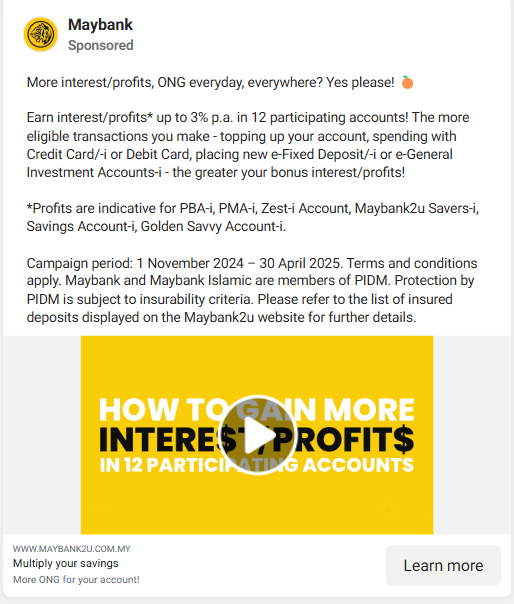 Maybank
Sponsored
More interest/profits, ONG everyday, everywhere? Yes please! 🍊
Earn interest/profits* up to 3% p.a. in 12 participating accounts! The more
eligible transactions you make - topping up your account, spending with
Credit Card/-i or Debit Card, placing new e-Fixed Deposit/-i or e-General
Investment Accounts-i - the greater your bonus interest/profits!
*Profits are indicative for PBA-i, PMA-i, Zest-i Account, Maybank2u Savers-i,
Savings Account-i, Golden Savvy Account-i.
Campaign period: 1 November 2024 – 30 April 2025. Terms and conditions
apply. Maybank and Maybank Islamic are members of PIDM. Protection by
PIDM is subject to insurability criteria. Please refer to the list of insured
deposits displayed on the Maybank2u website for further details.
HOW TO GAIN MORE
INTERE$T/PROFIT$
IN 12 PARTICIPATING ACCOUNTS
WWW.MAYBANK2U.COM.MY
Multiply your savings
More ONG for your account!
Learn more